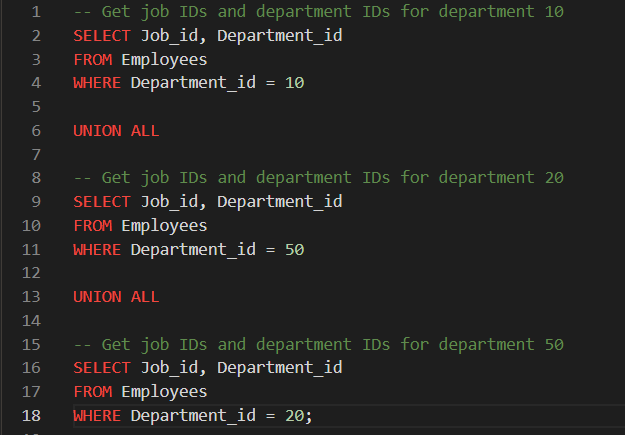 1 -- Get job IDs and department IDs for department 10
2 SELECT Job_id, Department_id
3 FROM Employees
4 WHERE Department_id = 10
5
6 UNION ALL
7
8 -- Get job IDs and department IDs for department 20
9 SELECT Job_id, Department_id
10 FROM Employees
11 WHERE Department_id = 50
12
13 UNION ALL
14
15 -- Get job IDs and department IDs for department 50
16 SELECT Job_id, Department_id
17 FROM Employees
18 WHERE Department_id = 20;